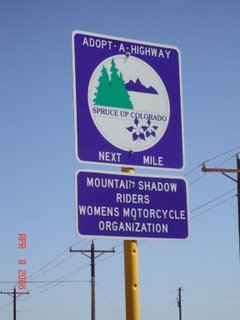 ADOPT·A·HIGHWAY
SPRUCE UP COLORADO
NEXT MILE
MOUNTAIN SHADOW
RIDERS
WOMENS MOTORCYCLE
ORGANIZATION
APR 8 2006